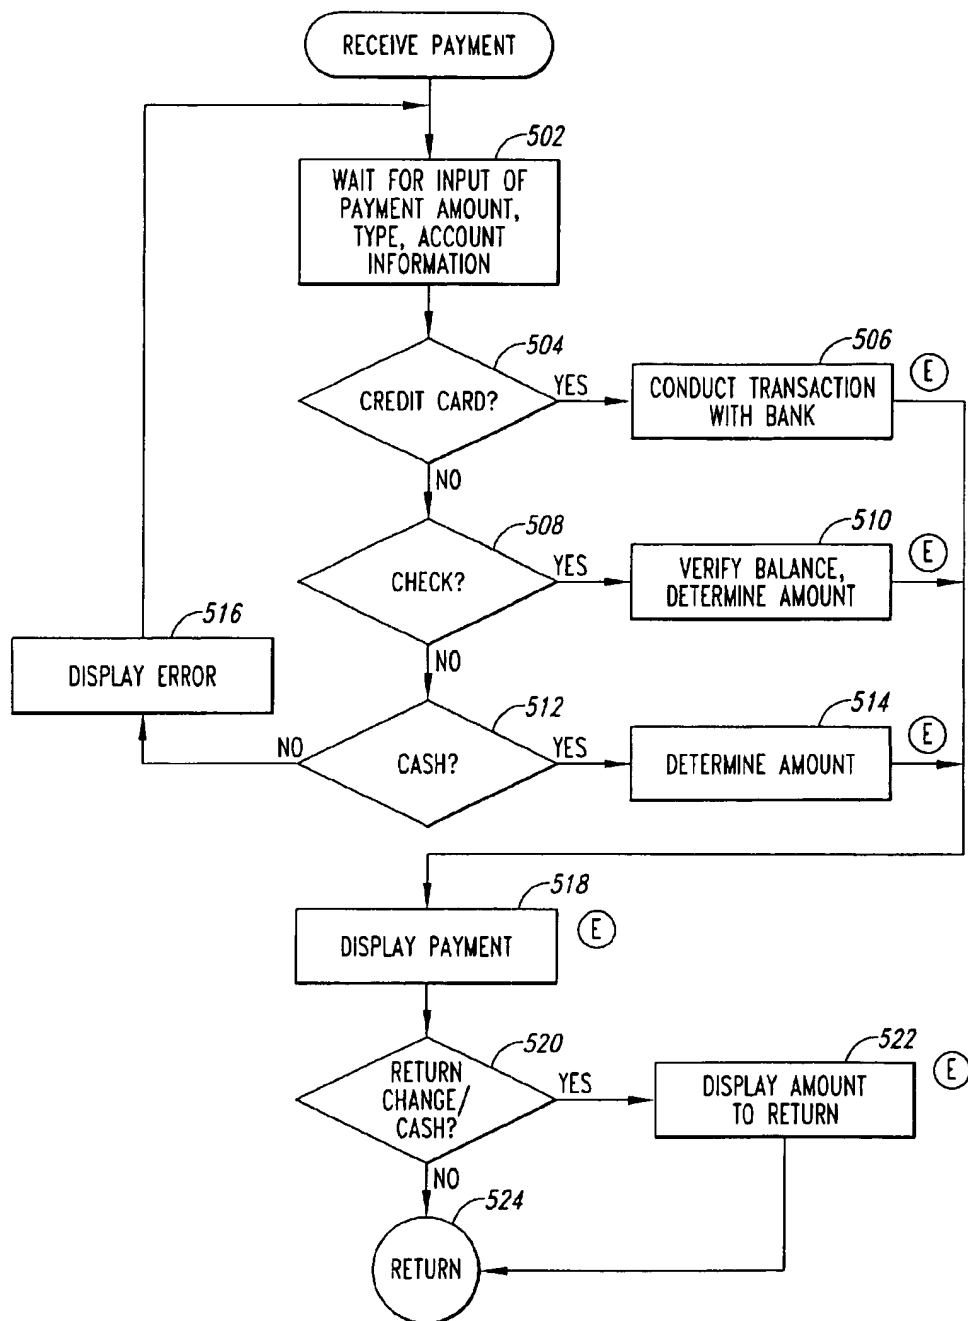 RECEIVE PAYMENT
502
WAIT FOR INPUT OF
PAYMENT AMOUNT,
TYPE, ACCOUNT
INFORMATION
504
CREDIT CARD?
YES
506
CONDUCT TRANSACTION
WITH BANK
E
NO
508
CHECK?
YES
510
VERIFY BALANCE,
DETERMINE AMOUNT
E
NO
516
DISPLAY ERROR
512
CASH?
NO
YES
514
DETERMINE AMOUNT
E
518
DISPLAY PAYMENT
E
520
RETURN
CHANGE/
CASH?
YES
522
DISPLAY AMOUNT
TO RETURN
E
NO
524
RETURN